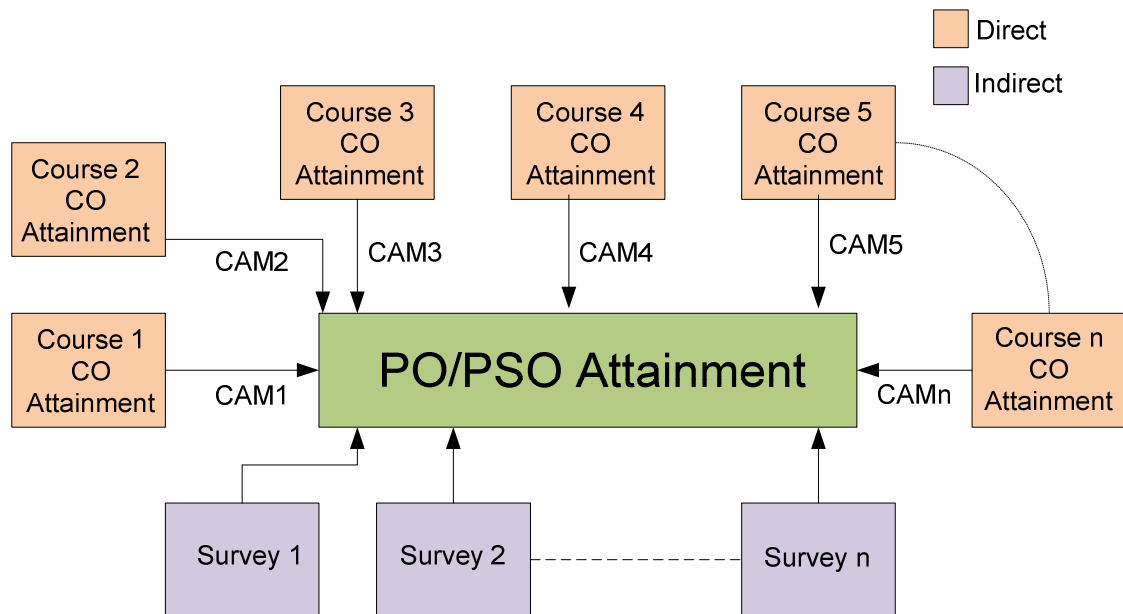 Direct
Indirect
Course 3
CO
Attainment
Course 4
CO
Attainment
Course 5
CO
Attainment
Course 2
CO
Attainment
CAM2
CAM3
CAM4
CAM5
Course 1
CO
Attainment
CAM1
PO/PSO Attainment
CAMn
Course n
CO
Attainment
Survey 1
Survey 2
Survey n